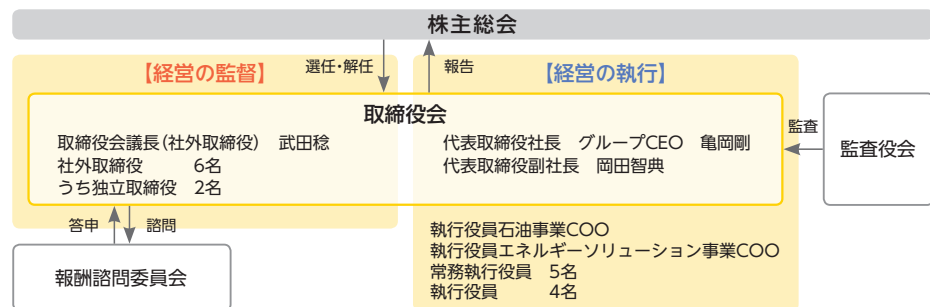 株主総会
【経営の監督】
選任・解任
報告
【経営の執行】
取締役会
取締役会議長(社外取締役) 武田稔
社外取締役 6名
うち独立取締役 2名
代表取締役社長 グループCEO 亀岡剛
代表取締役副社長 岡田智典
監査
監査役会
答申
諮問
報酬諮問委員会
執行役員石油事業COO
執行役員エネルギーソリューション事業COO
常務執行役員 5名
執行役員 4名